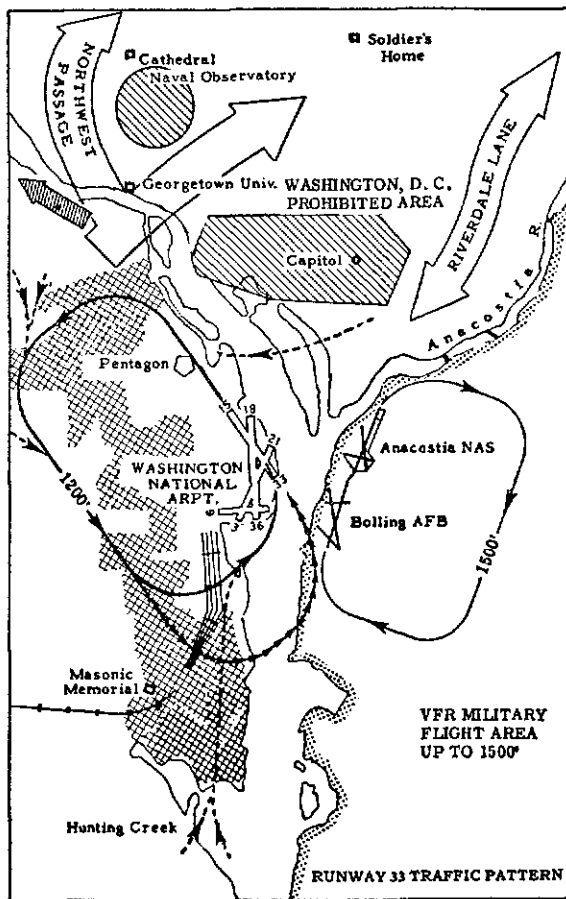 Soldier's
Home
Cathedral
Naval Observatory
NORTHWEST
PASSAGE
Georgetown Univ.
WASHINGTON, D. C.
PROHIBITED AREA
RIVERDALE LANE
Capitol
Anacostia R.
Pentagon
15
18
21
WASHINGTON
NATIONAL
ARPT.
33
Anacostia NAS
1200'
3
36
Bolling AFB
1500'
Masonic
Memorial
VFR MILITARY
FLIGHT AREA
UP TO 1500'
Hunting Creek
RUNWAY 33 TRAFFIC PATTERN